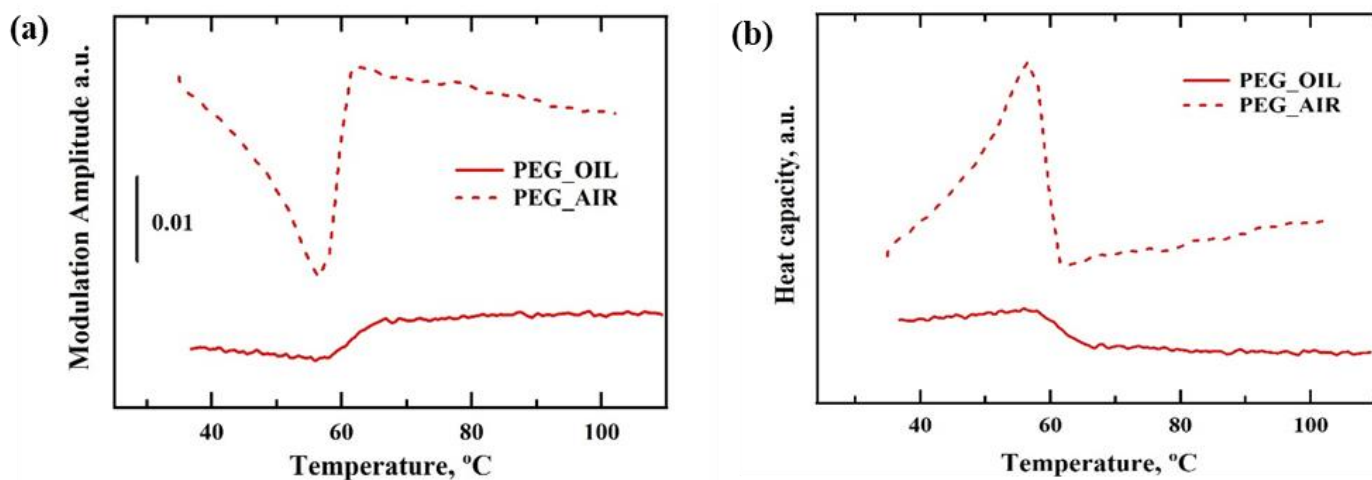 (a)
Modulation Amplitude a.u.
0.01
PEG_OIL
PEG_AIR
40 60 80 100
Temperature, ºC
(b)
Heat capacity, a.u.
PEG_OIL
PEG_AIR
40 60 80 100
Temperature, ºC